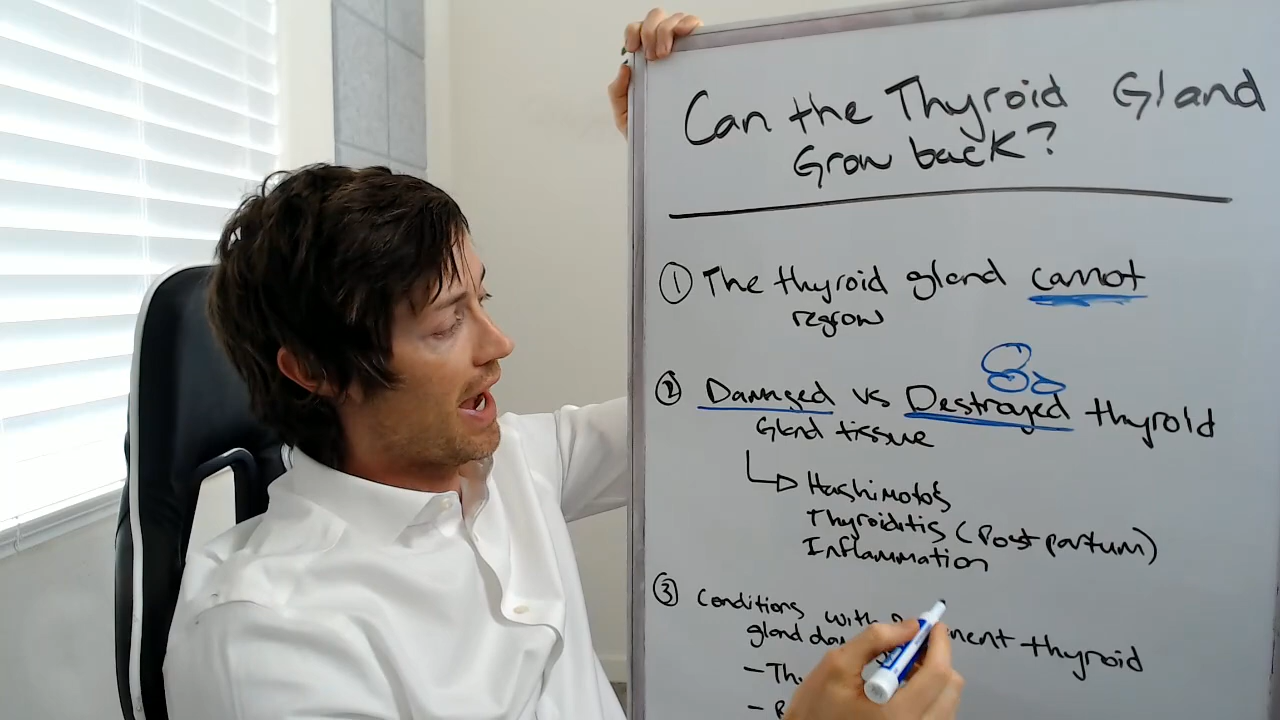 Can the Thyroid Gland
Grow back?
① The thyroid gland cannot
regrow
② Damaged vs Destroyed thyroid
Gland tissue
Hashimoto's
Thyroiditis (Post partum)
Inflammation
③ Conditions with thyroid
gland